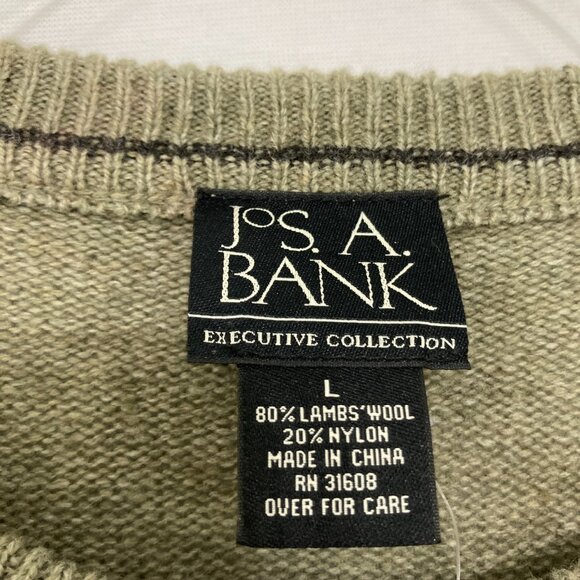 JoS. A.
BANK
EXECUTIVE COLLECTION
L
80% LAMBS' WOOL
20% NYLON
MADE IN CHINA
RN 31608
OVER FOR CARE